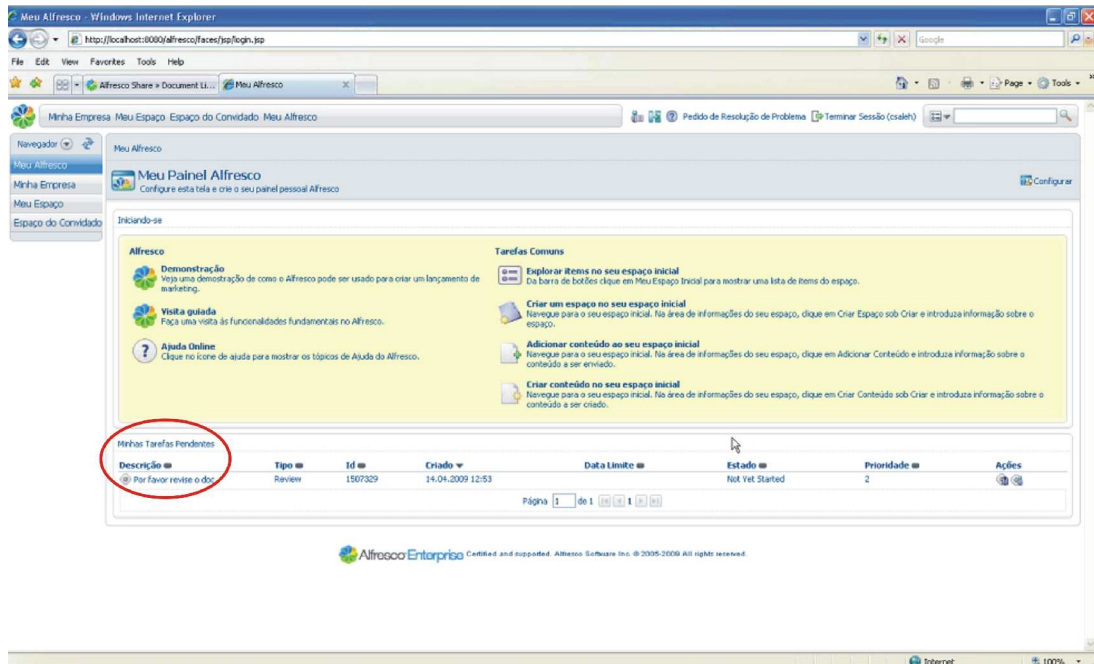 Meu Alfresco - Windows Internet Explorer
http://localhost:8080/alfresco/faces/jsp/login.jsp
Google
File Edit View Favorites Tools Help
Alfresco Share » Document Li...
Meu Alfresco
Page
Tools
Minha Empresa Meu Espaço Espaço do Convidado Meu Alfresco
Pedido de Resolução de Problema
Terminar Sessão (csaleh)
Navegador
Meu Alfresco
Minha Empresa
Meu Espaço
Espaço do Convidado
Meu Alfresco
Meu Painel Alfresco
Configure esta tela e crie o seu painel pessoal Alfresco
Configurar
Iniciando-se
Alfresco
Demonstração
Veja uma demostração de como o Alfresco pode ser usado para criar um lançamento de
marketing.
Visita guiada
Faça uma visita às funcionalidades fundamentais no Alfresco.
?
Ajuda Online
Clique no ícone de ajuda para mostrar os tópicos de Ajuda do Alfresco.
Tarefas Comuns
Explorar items no seu espaço inicial
Da barra de botões clique em Meu Espaço Inicial para mostrar uma lista de items do espaço.
Criar um espaço no seu espaço inicial
Navegue para o seu espaço inicial. Na área de informações do seu espaço, clique em Criar Espaço sob Criar e introduza informação sobre o
espaço.
Adicionar conteúdo ao seu espaço inicial
Navegue para o seu espaço inicial. Na área de informações do seu espaço, clique em Adicionar Conteúdo e introduza informação sobre o
conteúdo a ser enviado.
Criar conteúdo no seu espaço inicial
Navegue para o seu espaço inicial. Na área de informações do seu espaço, clique em Criar Conteúdo sob Criar e introduza informação sobre o
conteúdo a ser criado.
Minhas Tarefas Pendentes
Descrição Tipo Id Criado Data Limite Estado Prioridade Ações
Por favor revise o doc Review 1507329 14.04.2009 12:53 Not Yet Started 2
Página 1 de 1 1
Alfresco Enterprise Certified and supported. Alfresco Software Inc. © 2005-2009 All rights reserved.
Internet 100%